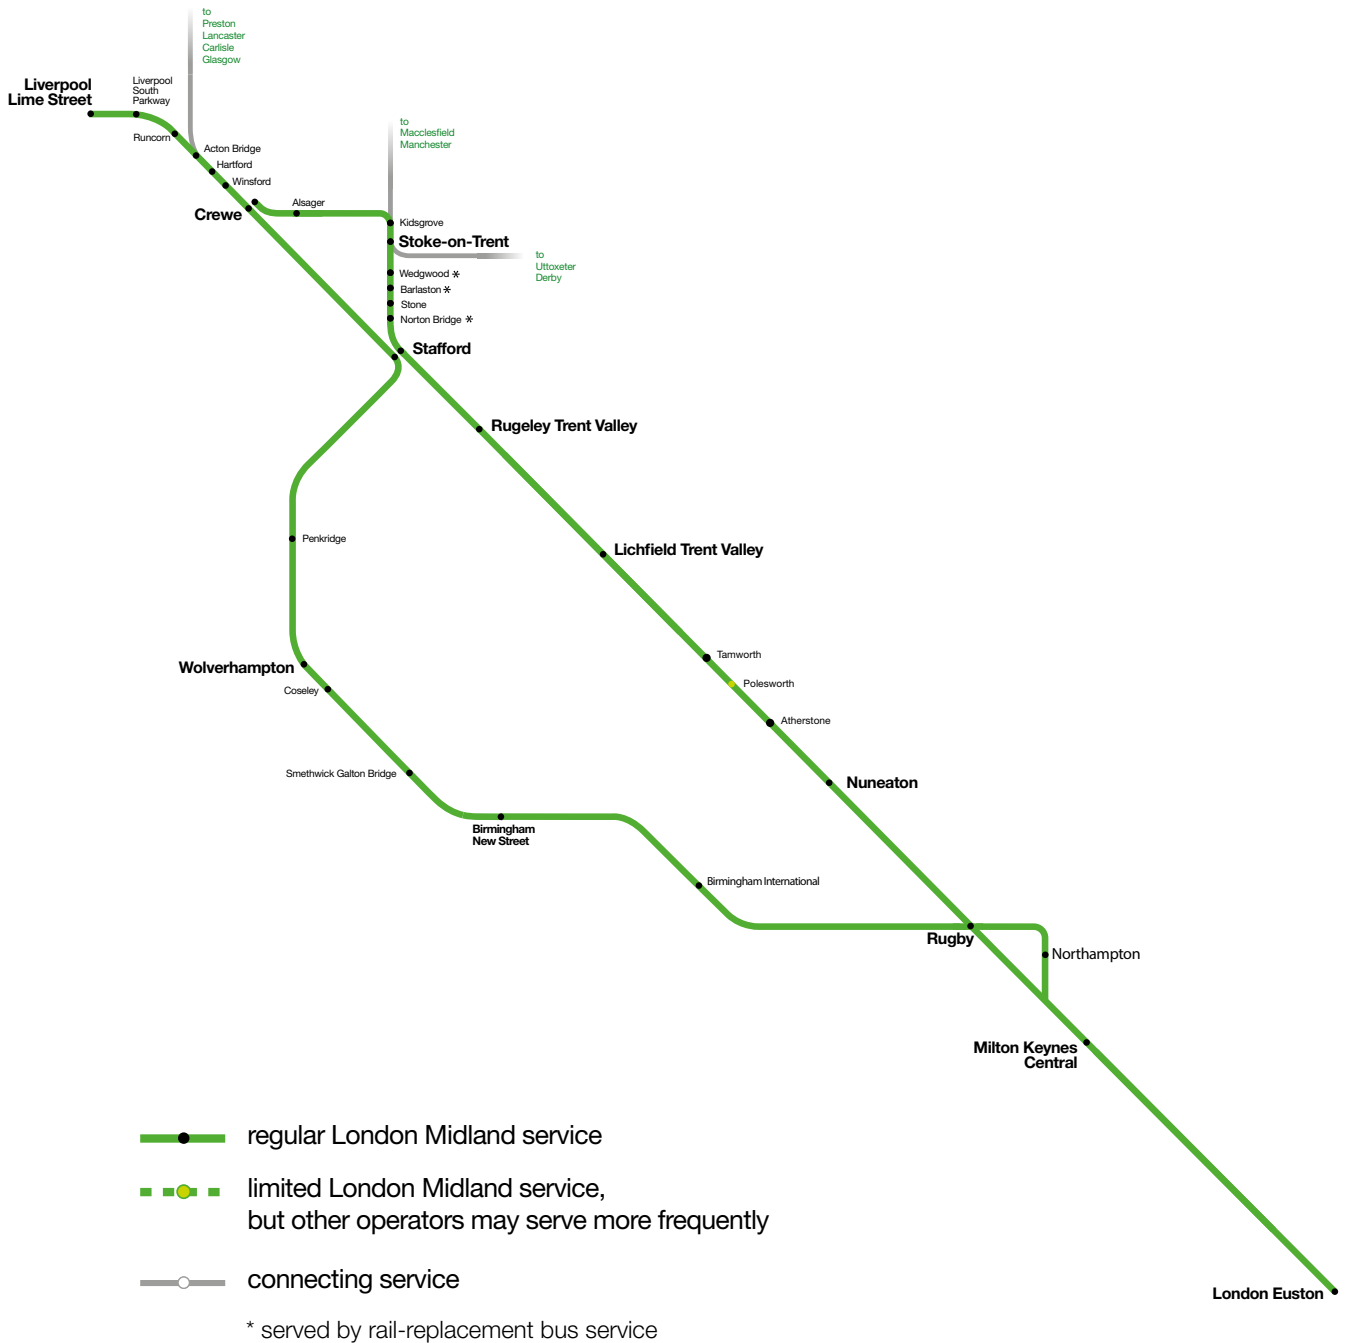 to
Preston
Lancaster
Carlisle
Glasgow
Liverpool
Lime Street
Liverpool
South
Parkway
Runcorn
Acton Bridge
Hartford
Winsford
Crewe
Alsager
to
Macclesfield
Manchester
Kidsgrove
Stoke-on-Trent
to
Uttoxeter
Derby
Wedgwood *
Barlaston *
Stone
Norton Bridge *
Stafford
Rugeley Trent Valley
Lichfield Trent Valley
Penkridge
Wolverhampton
Coseley
Tamworth
Polesworth
Atherstone
Smethwick Galton Bridge
Nuneaton
Birmingham
New Street
Birmingham International
Rugby
Northampton
Milton Keynes
Central
London Euston
regular London Midland service
limited London Midland service,
but other operators may serve more frequently
connecting service
* served by rail-replacement bus service